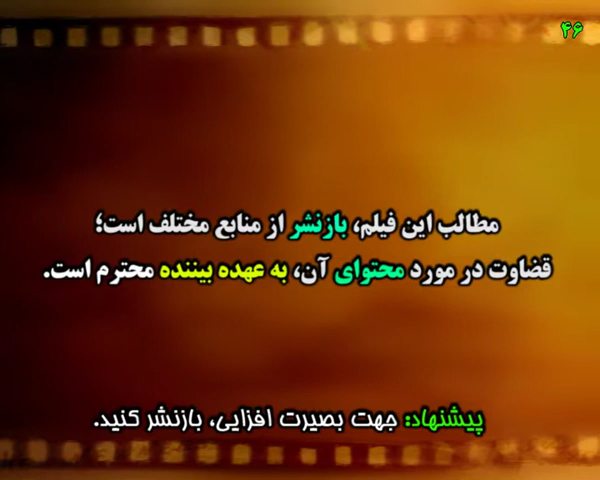 ۴۶
مطالب این فیلم، بازنشر از منابع مختلف است؛
قضاوت در مورد محتوای آن، به عهده بیننده محترم است.
پیشنهاد: جهت بصیرت افزایی، بازنشر کنید.